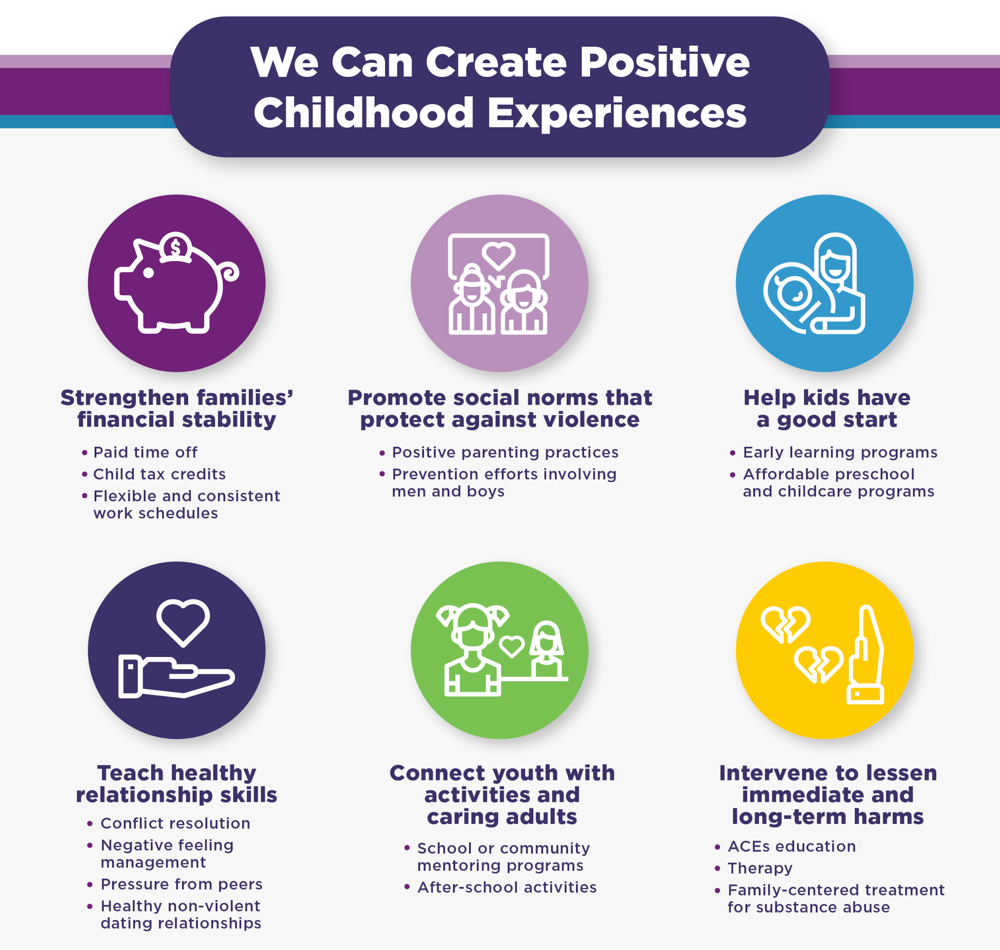 We Can Create Positive
Childhood Experiences
$
Strengthen families’
financial stability
• Paid time off
• Child tax credits
• Flexible and consistent
work schedules
Promote social norms that
protect against violence
• Positive parenting practices
• Prevention efforts involving
men and boys
Help kids have
a good start
• Early learning programs
• Affordable preschool
and childcare programs
Teach healthy
relationship skills
• Conflict resolution
• Negative feeling
management
• Pressure from peers
• Healthy non-violent
dating relationships
Connect youth with
activities and
caring adults
• School or community
mentoring programs
• After-school activities
Intervene to lessen
immediate and
long-term harms
• ACEs education
• Therapy
• Family-centered treatment
for substance abuse